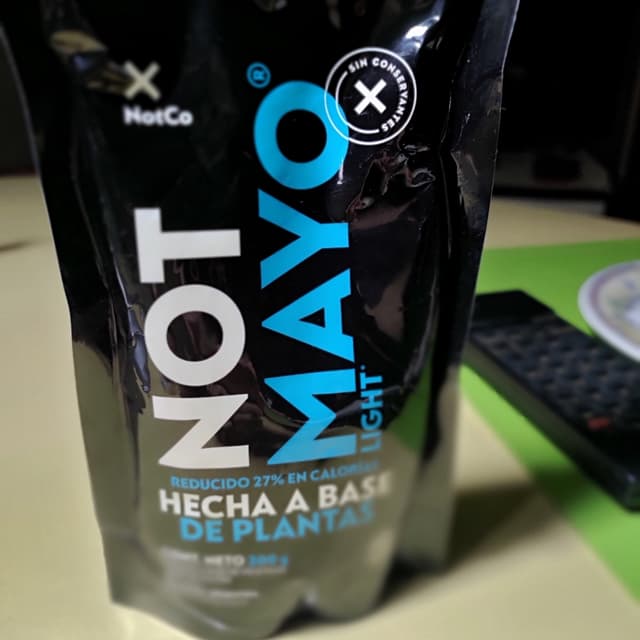 NotCo
SIN CONSERVANTES
NOT
MAYO®
LIGHT*
REDUCIDO 27% EN CALORÍAS
HECHA A BASE
DE PLANTAS
CONT. NETO